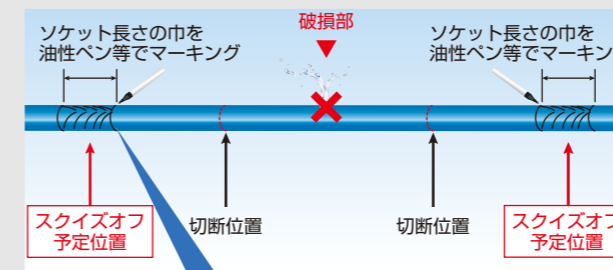 ソケット長さの巾を
油性ペン等でマーキング
破損部
ソケット長さの巾を
油性ペン等でマーキン
スクイズオフ
予定位置
切断位置
切断位置
スクイズオフ
予定位置